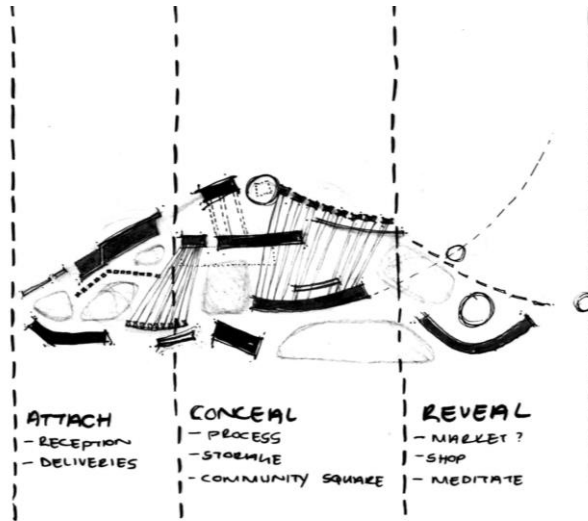 ATTACH
- RECEPTION
- DELIVERIES
CONCEAL
- PROCESS
- STORAGE
- COMMUNITY SQUARE
REVEAL
- MARKET ?
- SHOP
- MEDITATE